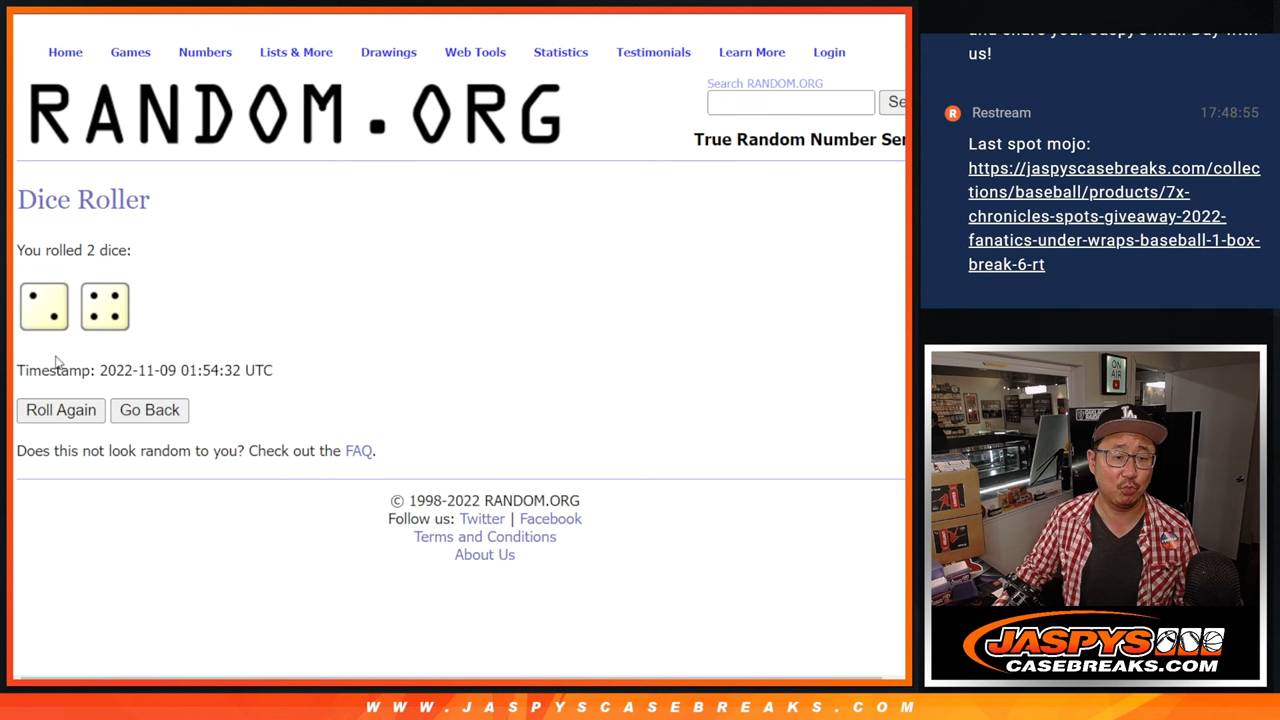 Home Games Numbers Lists & More Drawings Web Tools Statistics Testimonials Learn More Login
RANDOM.ORG
Search RANDOM.ORG
True Random Number Ser
Dice Roller
You rolled 2 dice:
Timestamp: 2022-11-09 01:54:32 UTC
Roll Again Go Back
Does this not look random to you? Check out the FAQ.
© 1998-2022 RANDOM.ORG
Follow us: Twitter | Facebook
Terms and Conditions
About Us
us!
Restream 17:48:55
Last spot mojo:
https://jaspyscasebreaks.com/collec
tions/baseball/products/7x-
chronicles-spots-giveaway-2022-
fanatics-under-wraps-baseball-1-box-
break-6-rt
ON
AIR
LA
JASPYS
CASEBREAKS.COM
WWW.JASPYSCASEBREAKS.COM